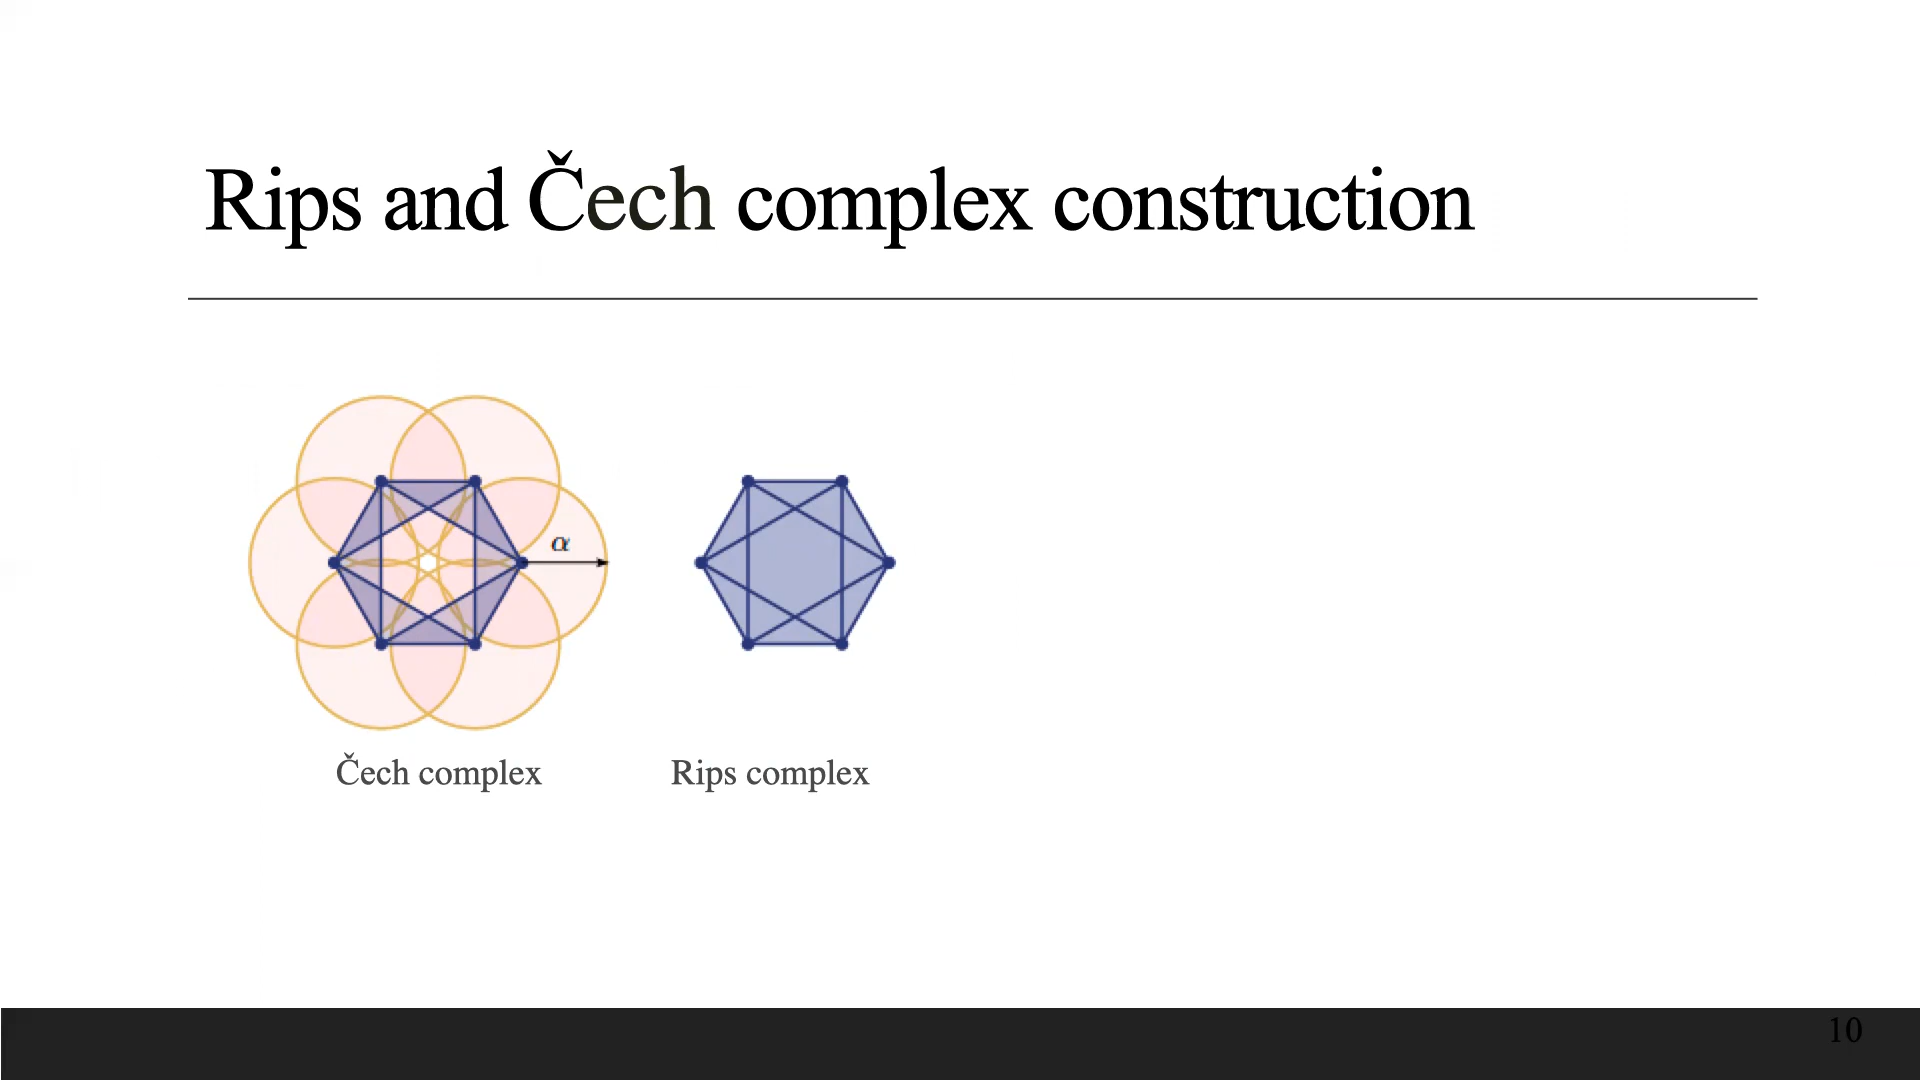 Rips and Čech complex construction
α
Čech complex
Rips complex
10